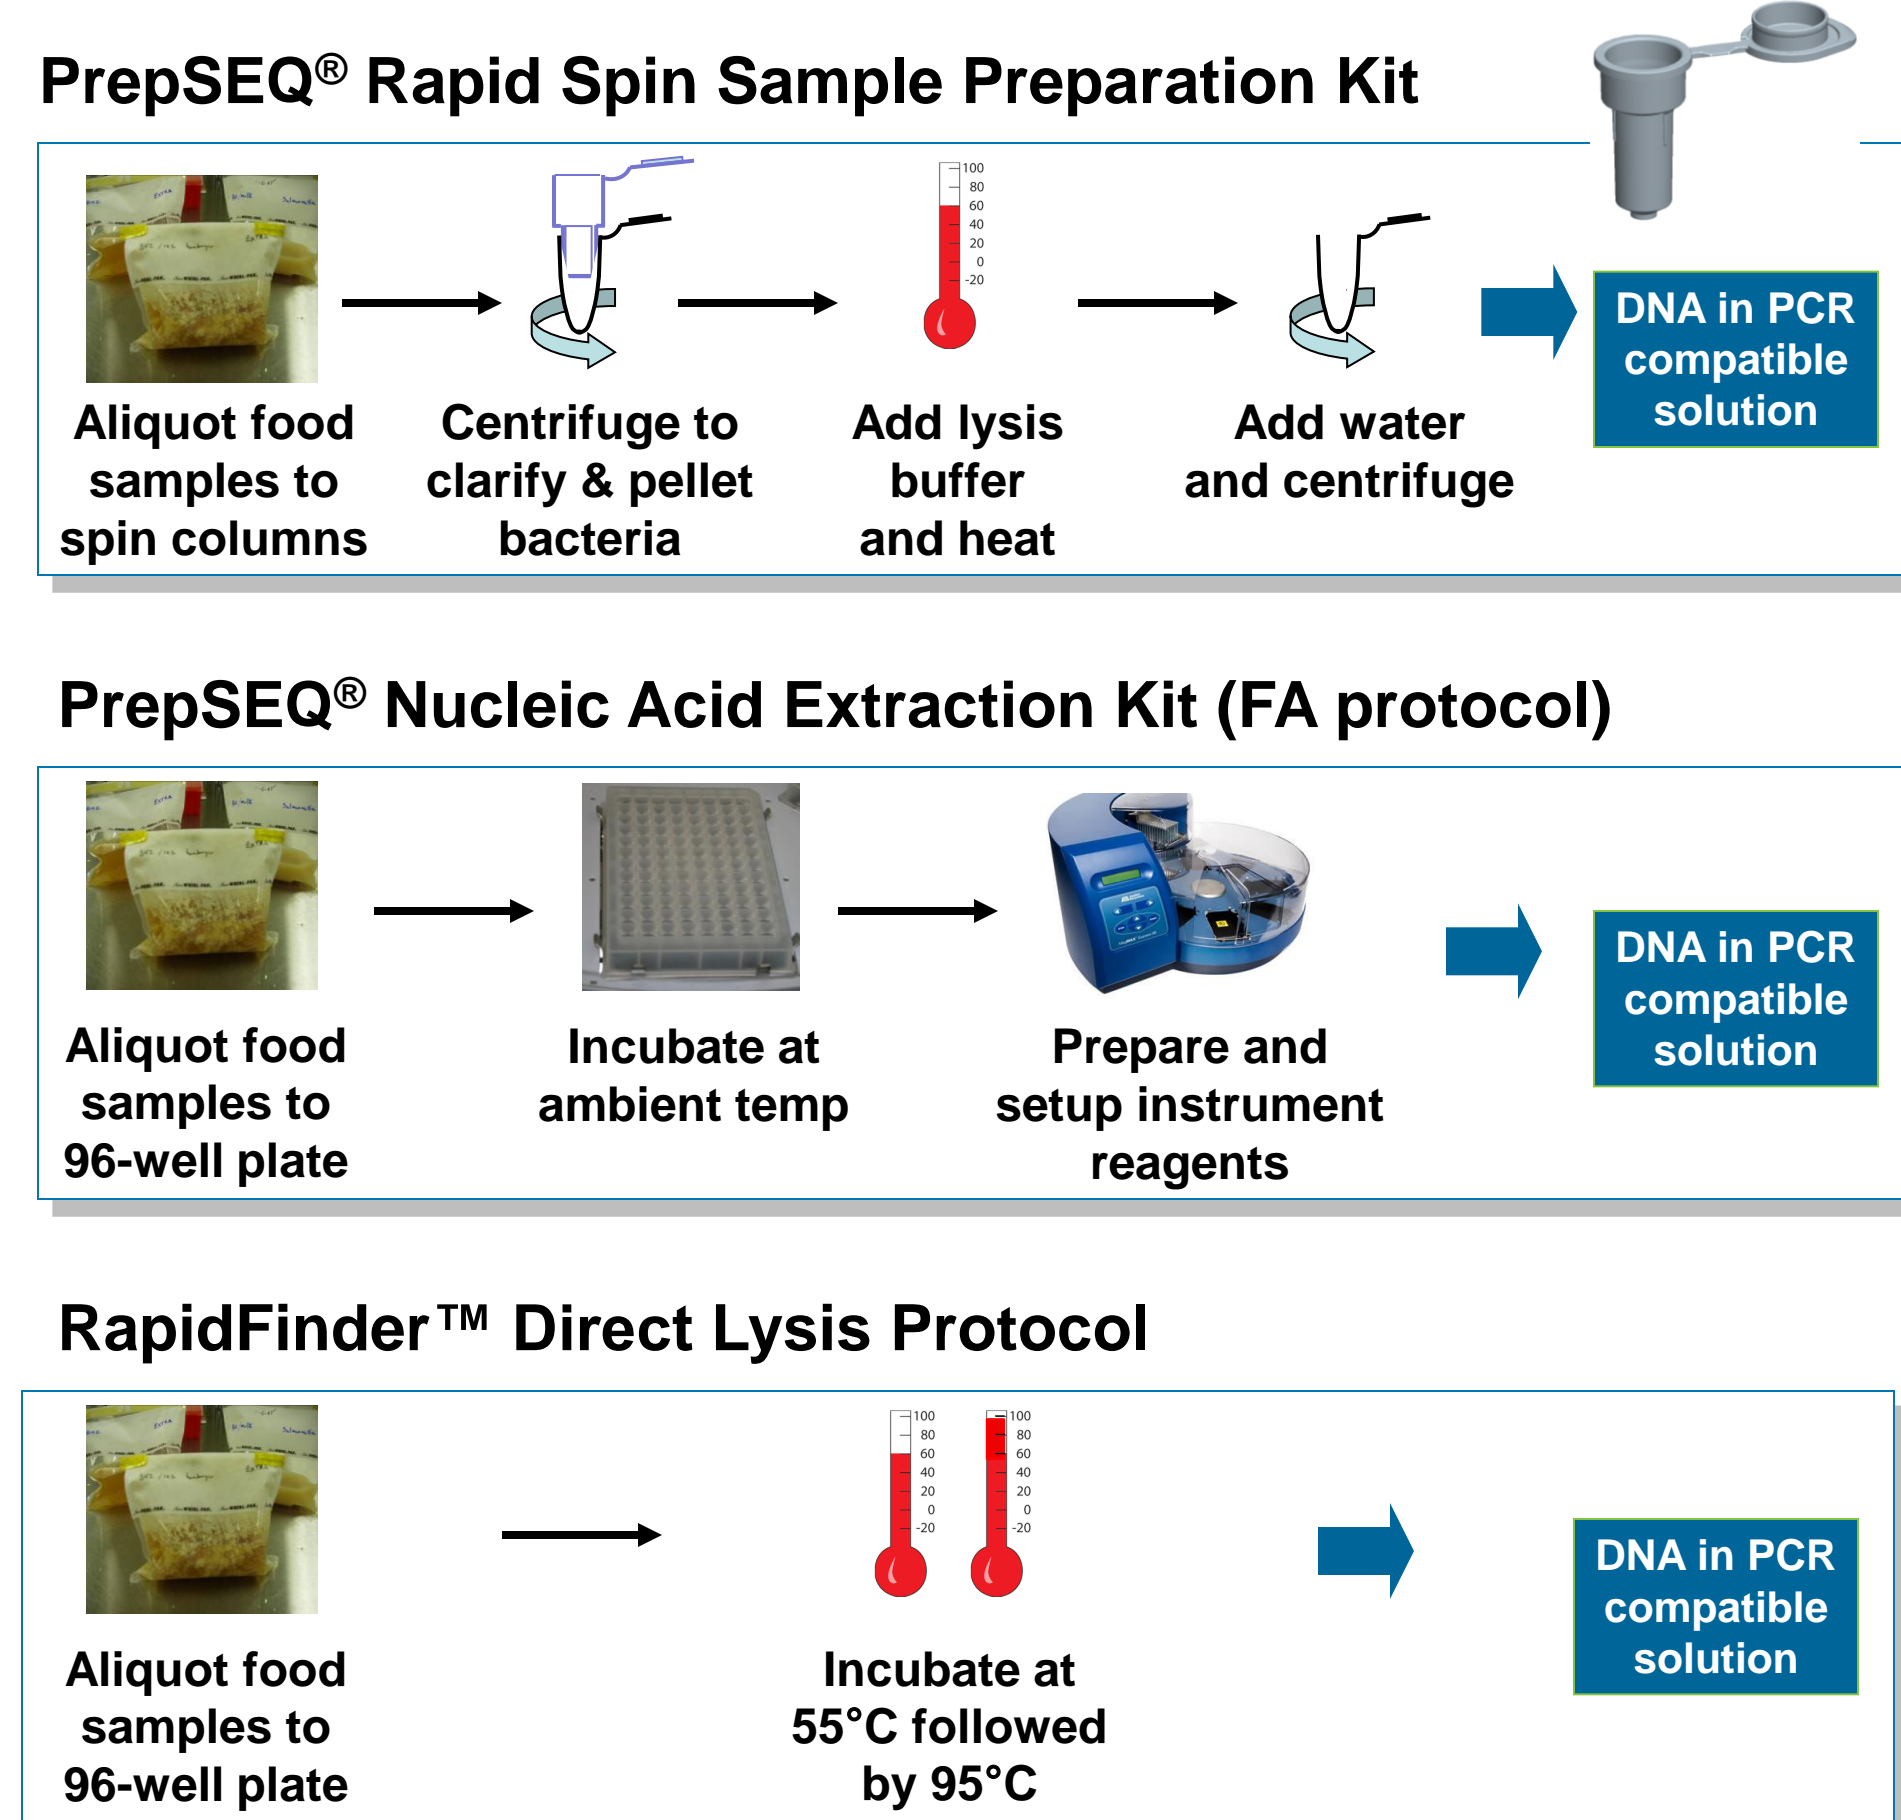 PrepSEQ® Rapid Spin Sample Preparation Kit
100
80
60
40
20
0
-20
Aliquot food
samples to
spin columns
Centrifuge to
clarify & pellet
bacteria
Add lysis
buffer
and heat
Add water
and centrifuge
DNA in PCR
compatible
solution
PrepSEQ® Nucleic Acid Extraction Kit (FA protocol)
Aliquot food
samples to
96-well plate
Incubate at
ambient temp
Prepare and
setup instrument
reagents
DNA in PCR
compatible
solution
RapidFinder™ Direct Lysis Protocol
100
80
60
40
20
0
-20
100
80
60
40
20
0
-20
Aliquot food
samples to
96-well plate
Incubate at
55°C followed
by 95°C
DNA in PCR
compatible
solution